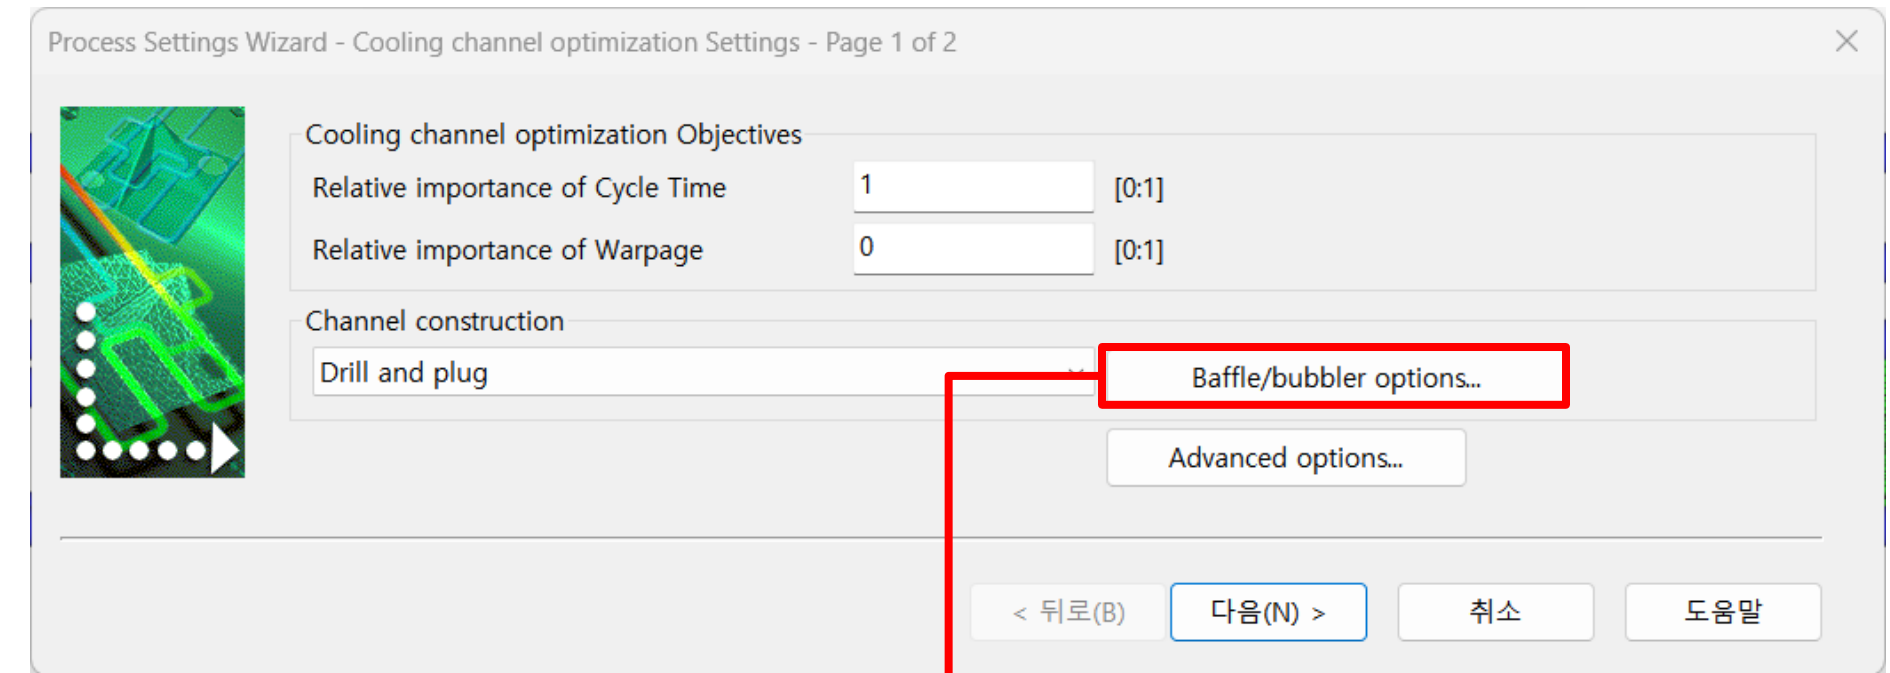 Process Settings Wizard - Cooling channel optimization Settings - Page 1 of 2
Cooling channel optimization Objectives
Relative importance of Cycle Time 1 [0:1]
Relative importance of Warpage 0 [0:1]
Channel construction
Drill and plug Baffle/bubbler options...
Advanced options...
< 뒤로(B) 다음(N) > 취소 도움말